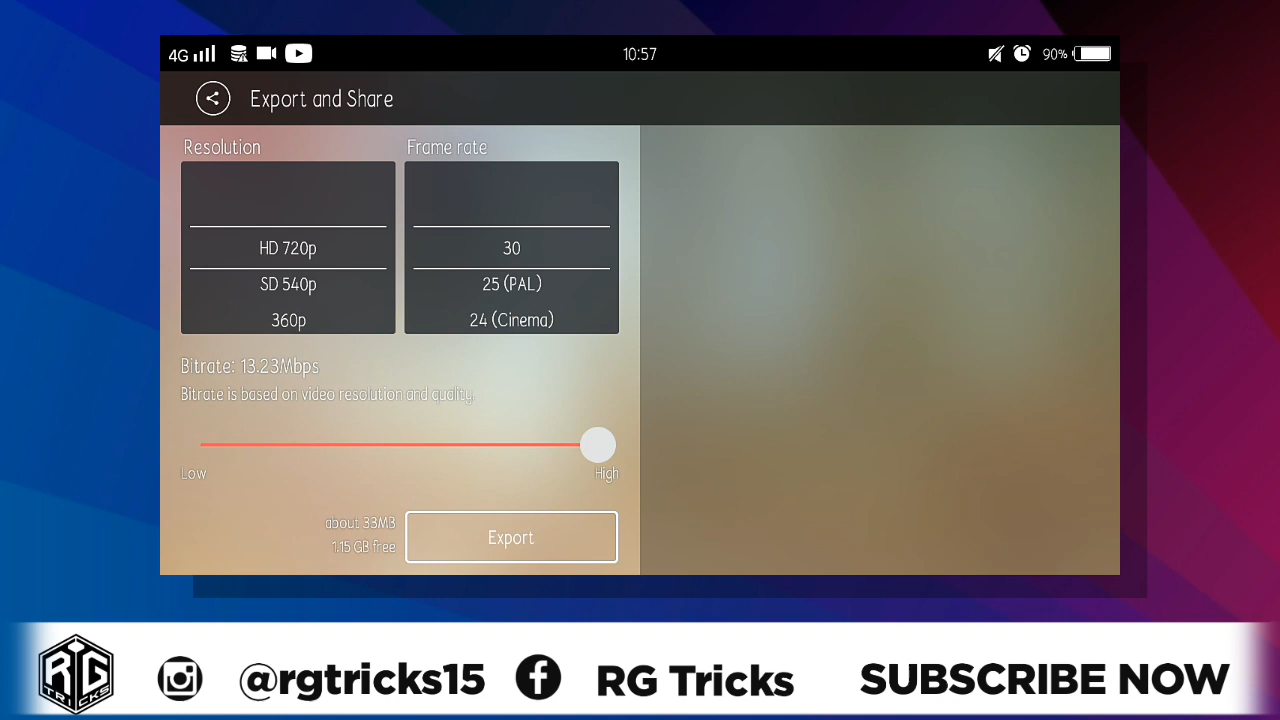 4G 10:57 90%
Export and Share
Resolution Frame rate
HD 720p 30
SD 540p 25 (PAL)
360p 24 (Cinema)
Bitrate: 13.23Mbps
Bitrate is based on video resolution and quality.
Low High
about 33MB
1.15 GB free
Export
RTG
TRICKS
@rgtricks15 RG Tricks SUBSCRIBE NOW